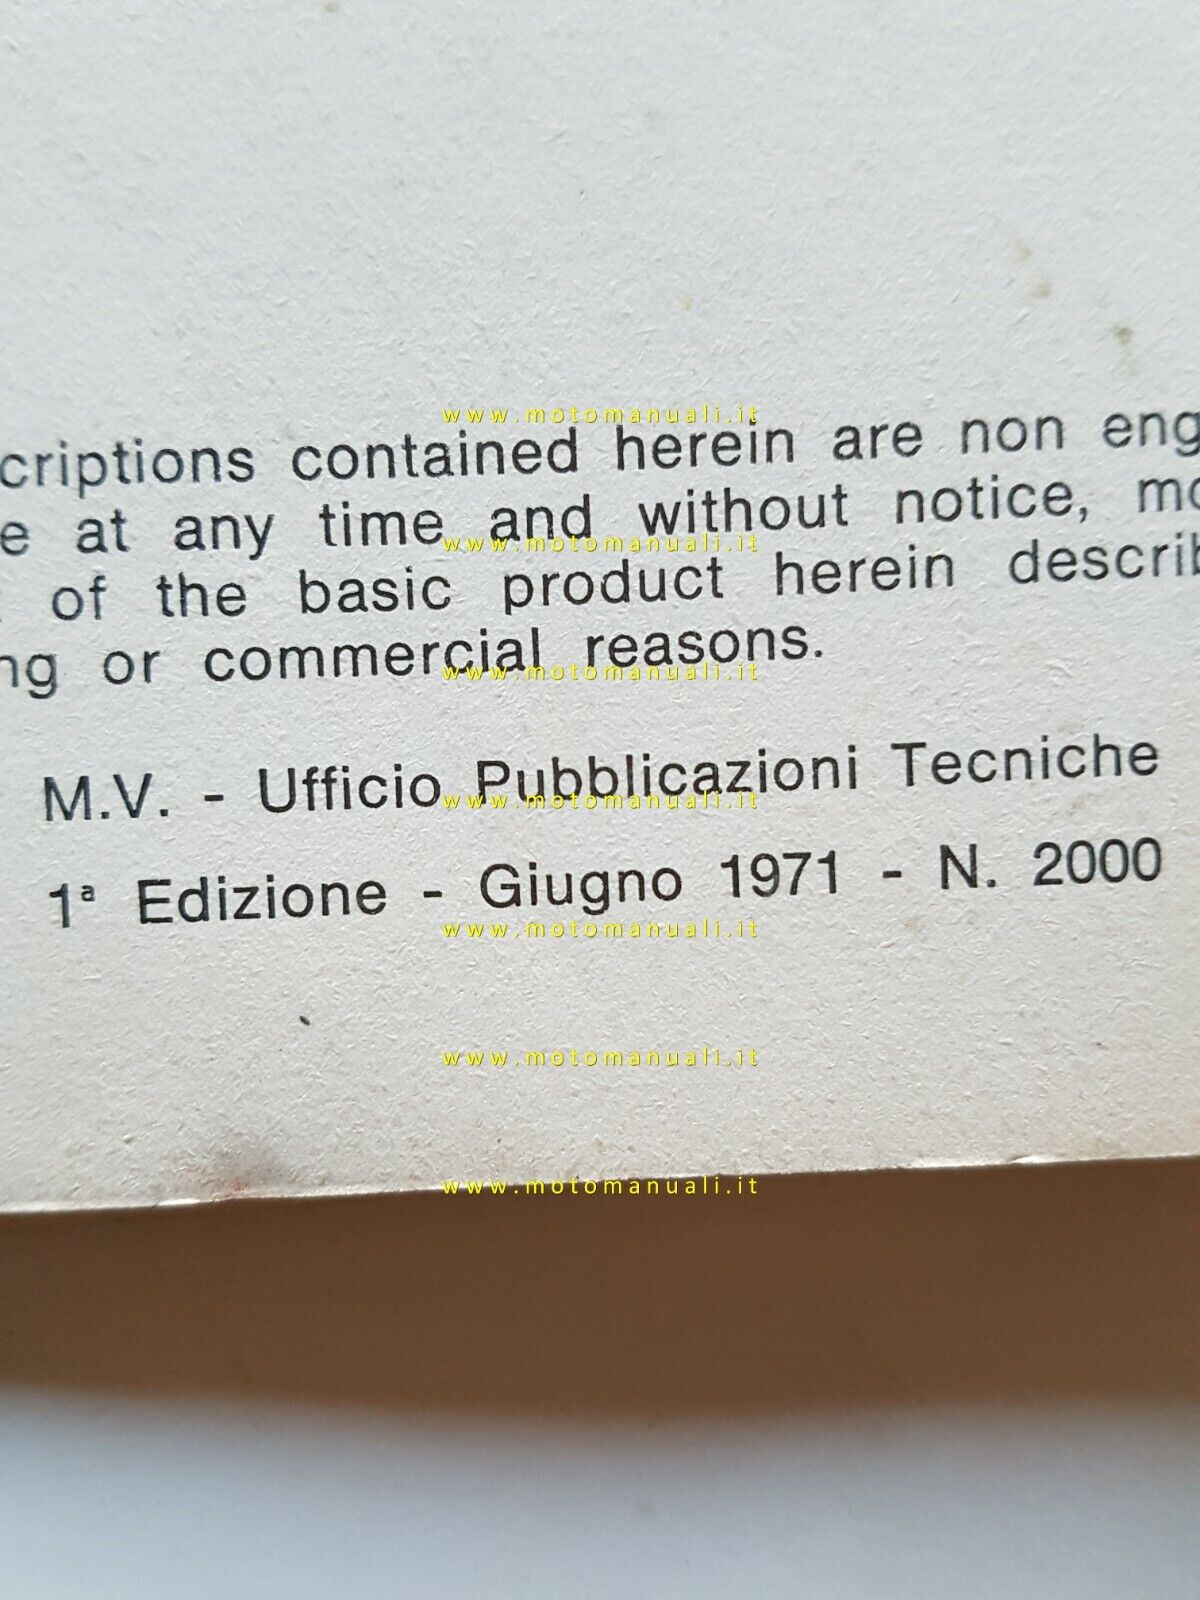 www.motomanuali.it
criptions contained herein are non eng
e at any time and without notice, mo
www.motomanuali.it
of the basic product herein describ
ng or commercial reasons.
www.motomanuali.it
M.V. - Ufficio Pubblicazioni Tecniche
www.motomanuali.it
1ª Edizione - Giugno 1971 - N. 2000
www.motomanuali.it
www.motomanuali.it
www.motomanuali.it